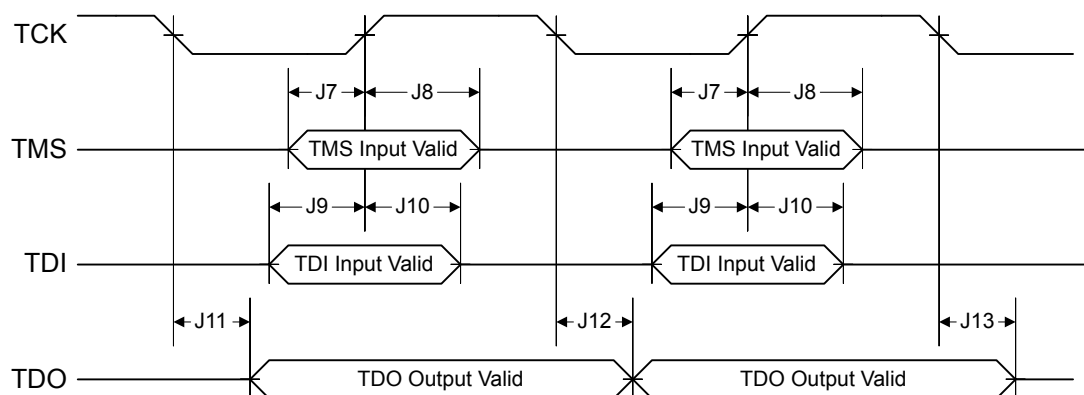 TCK
J7 J8 J7 J8
TMS TMS Input Valid TMS Input Valid
J9 J10 J9 J10
TDI TDI Input Valid TDI Input Valid
J11 J12 J13
TDO TDO Output Valid TDO Output Valid